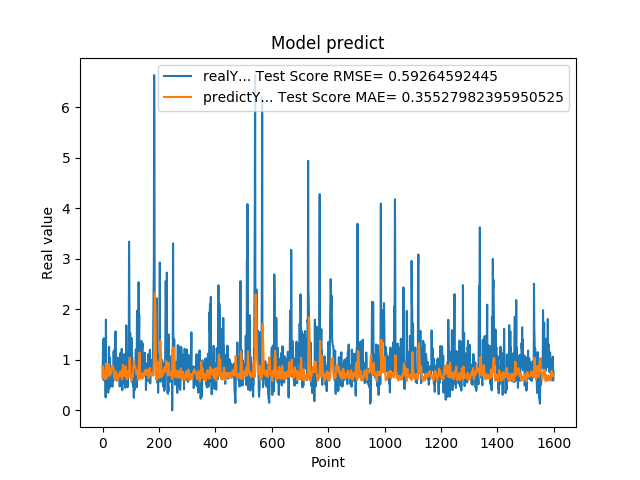 Model predict
realY... Test Score RMSE= 0.59264592445
predictY... Test Score MAE= 0.35527982395950525
Real value
6
5
4
3
2
1
0
0 200 400 600 800 1000 1200 1400 1600
Point